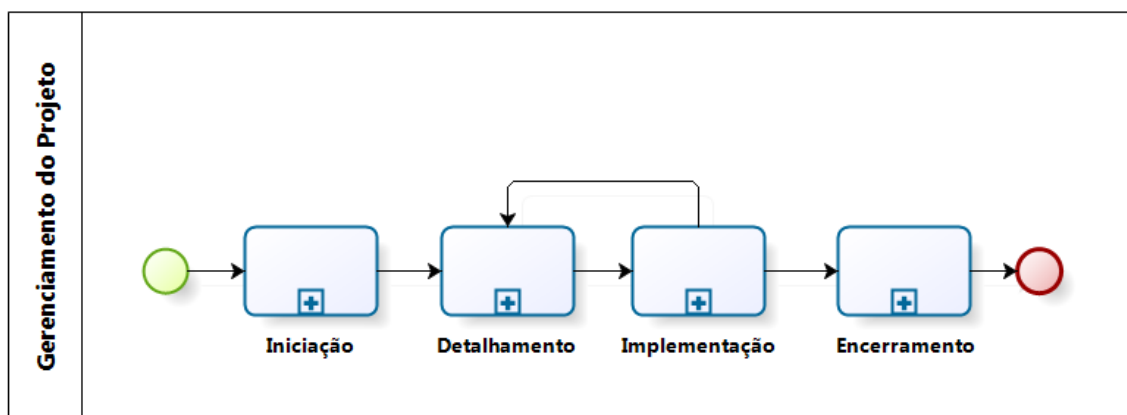 Gerenciamento do Projeto
Iniciação
Detalhamento
Implementação
Encerramento